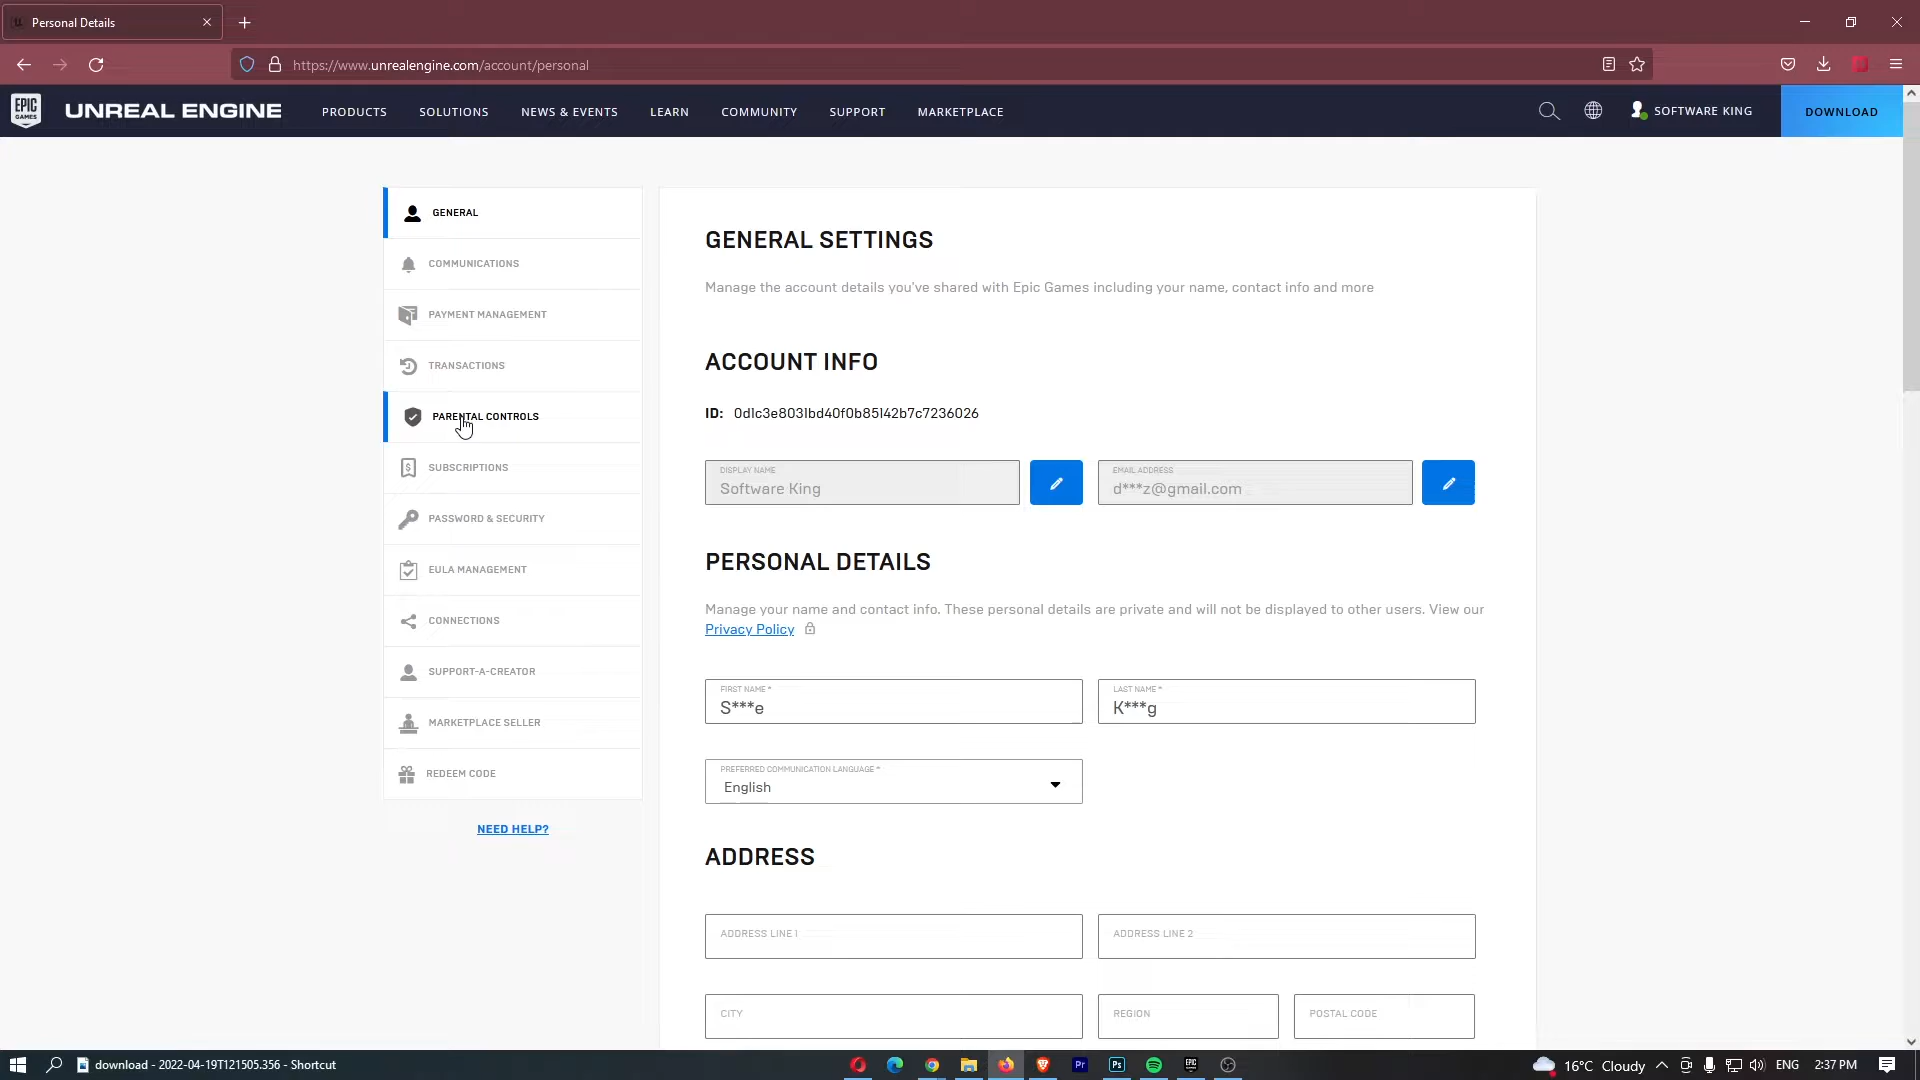 Personal Details
https://www.unrealengine.com/account/personal
EPIC GAMES
UNREAL ENGINE
PRODUCTS
SOLUTIONS
NEWS & EVENTS
LEARN
COMMUNITY
SUPPORT
MARKETPLACE
SOFTWARE KING
DOWNLOAD
GENERAL
COMMUNICATIONS
PAYMENT MANAGEMENT
TRANSACTIONS
PARENTAL CONTROLS
SUBSCRIPTIONS
PASSWORD & SECURITY
EULA MANAGEMENT
CONNECTIONS
SUPPORT-A-CREATOR
MARKETPLACE SELLER
REDEEM CODE
NEED HELP?
GENERAL SETTINGS
Manage the account details you've shared with Epic Games including your name, contact info and more
ACCOUNT INFO
ID: 0d1c3e8031bd40f0b85142b7c7236026
DISPLAY NAME
Software King
EMAIL ADDRESS
d***z@gmail.com
PERSONAL DETAILS
Manage your name and contact info. These personal details are private and will not be displayed to other users. View our
Privacy Policy
FIRST NAME *
S***e
LAST NAME *
K***g
PREFERRED COMMUNICATION LANGUAGE *
English
ADDRESS
ADDRESS LINE 1
ADDRESS LINE 2
CITY
REGION
POSTAL CODE
download - 2022-04-19T121505.356 - Shortcut
Pr
Ps
EPIC
16°C Cloudy
ENG
2:37 PM